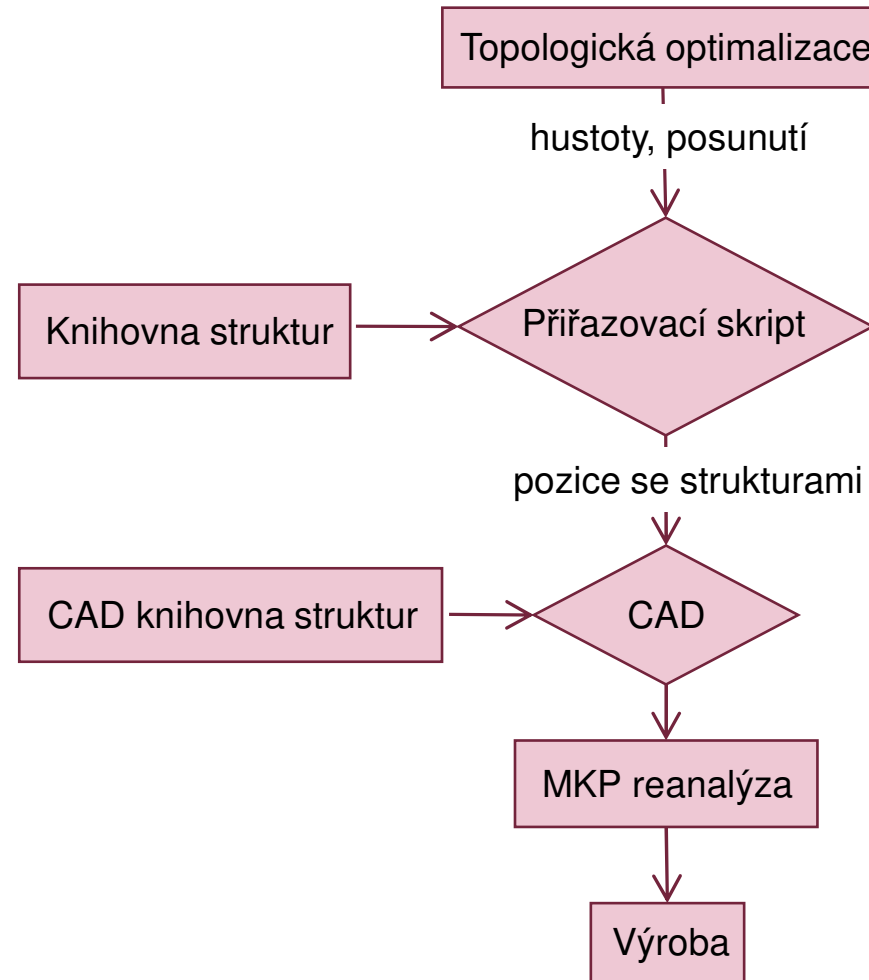 Topologická optimalizace
hustoty, posunutí
Knihovna struktur
Přiřazovací skript
pozice se strukturami
CAD knihovna struktur
CAD
MKP reanalýza
Výroba